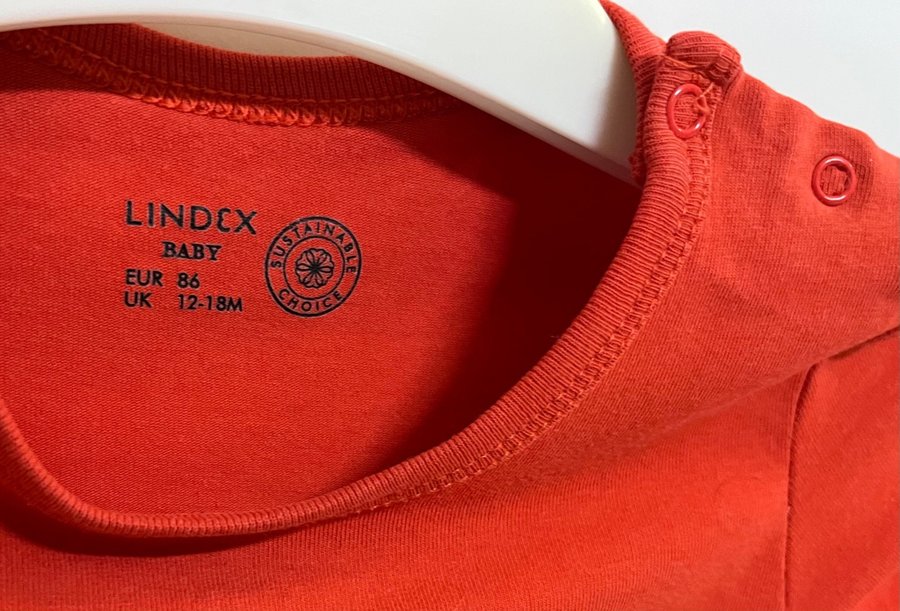 LINDEX
BABY
EUR 86
UK 12-18M
SUSTAINABLE
CHOICE